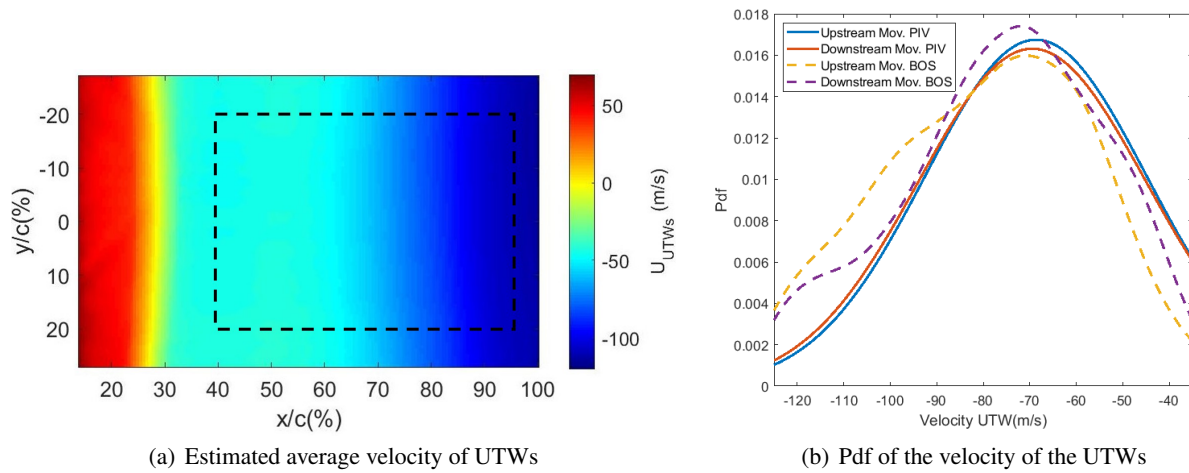 -20
-10
0
10
20
y/c(%)
20 30 40 50 60 70 80 90 100
x/c(%)
50
0
-50
-100
U_UTWs (m/s)
(a) Estimated average velocity of UTWs
0.018
0.016
0.014
0.012
0.01
0.008
0.006
0.004
0.002
0
Pdf
Upstream Mov. PIV
Downstream Mov. PIV
Upstream Mov. BOS
Downstream Mov. BOS
-120 -110 -100 -90 -80 -70 -60 -50 -40
Velocity UTW(m/s)
(b) Pdf of the velocity of the UTWs